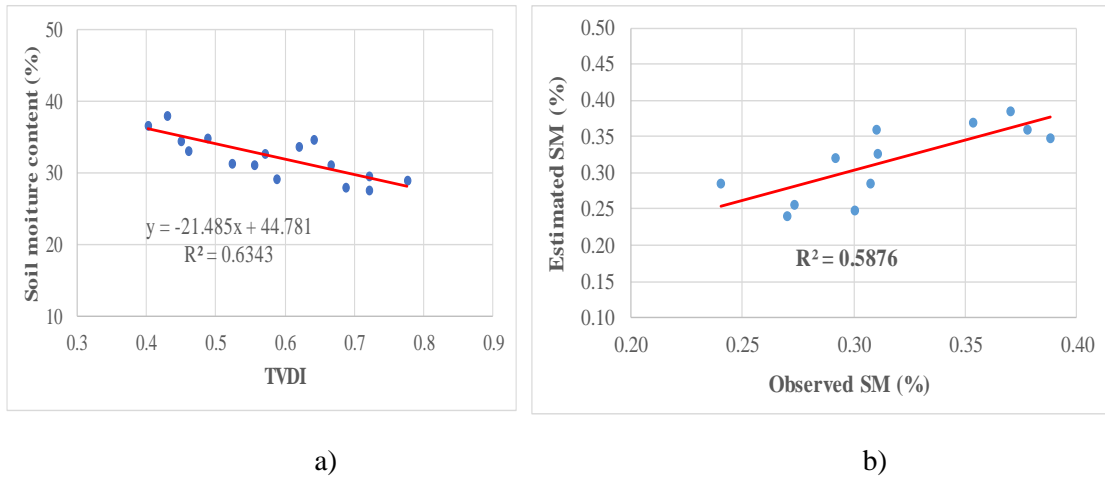 Soil moiture content (%)
50
40
30
20
10
y = -21.485x + 44.781
R² = 0.6343
0.3
0.4
0.5
0.6
0.7
0.8
0.9
TVDI
a)
Estimated SM (%)
0.50
0.45
0.40
0.35
0.30
0.25
0.20
0.15
0.10
R² = 0.5876
0.20
0.25
0.30
0.35
0.40
Observed SM (%)
b)